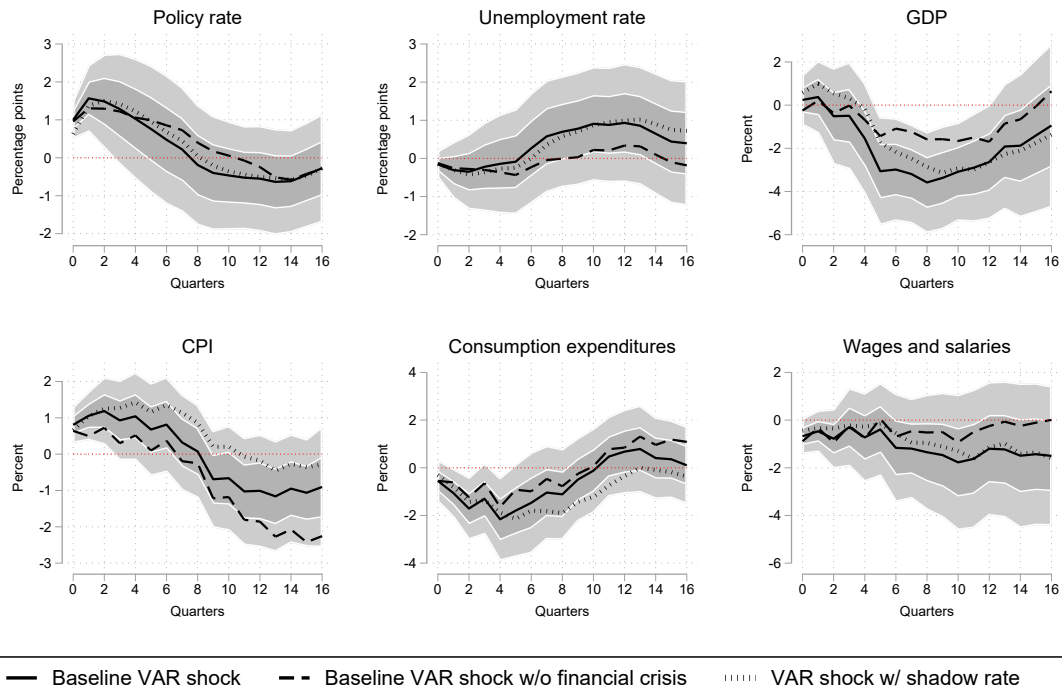 Policy rate
Percentage points
3
2
1
0
-1
-2
0 2 4 6 8 10 12 14 16
Quarters
Unemployment rate
Percentage points
3
2
1
0
-1
-2
0 2 4 6 8 10 12 14 16
Quarters
GDP
Percent
2
0
-2
-4
-6
0 2 4 6 8 10 12 14 16
Quarters
CPI
Percent
2
1
0
-1
-2
-3
0 2 4 6 8 10 12 14 16
Quarters
Consumption expenditures
Percent
4
2
0
-2
-4
0 2 4 6 8 10 12 14 16
Quarters
Wages and salaries
Percent
2
0
-2
-4
-6
0 2 4 6 8 10 12 14 16
Quarters
Baseline VAR shock Baseline VAR shock w/o financial crisis VAR shock w/ shadow rate